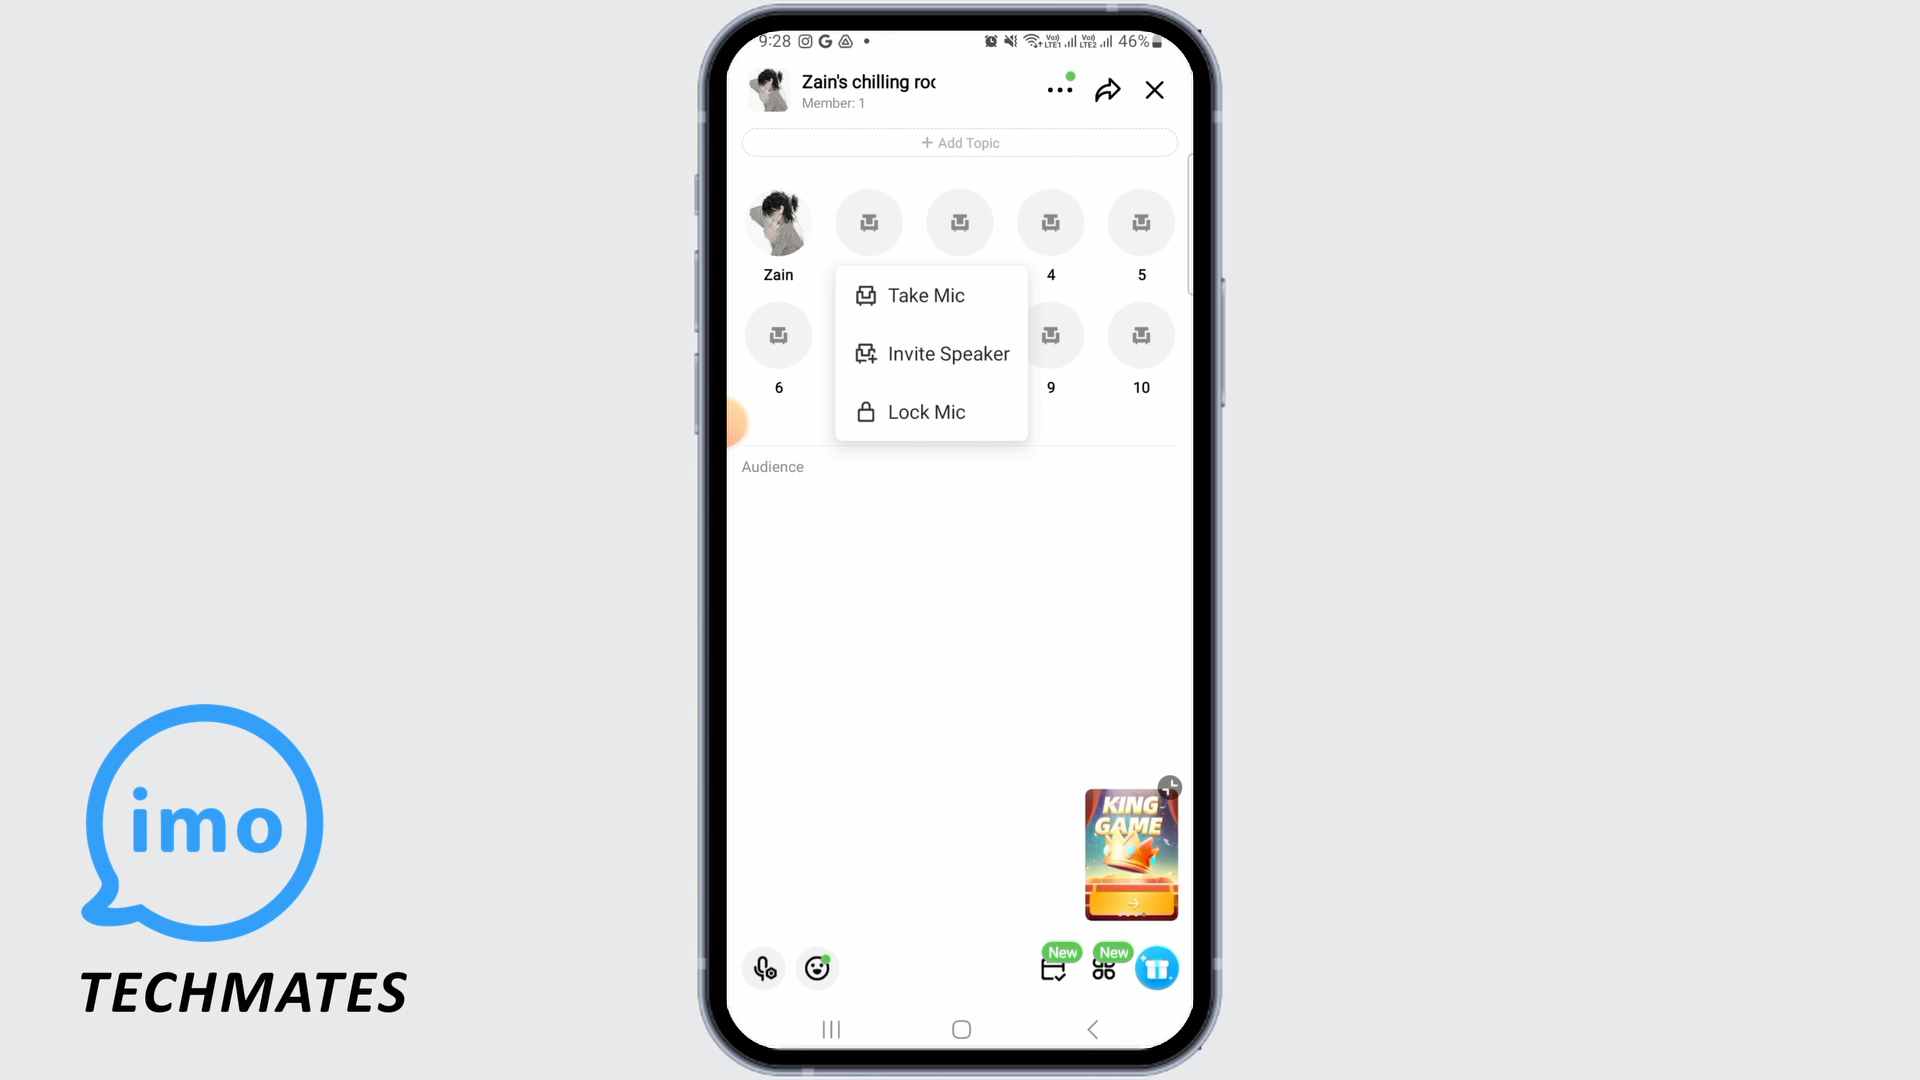 9:28
46%
Zain's chilling roo
Member: 1
+ Add Topic
Zain
4
5
Take Mic
Invite Speaker
Lock Mic
6
9
10
Audience
KING
GAME
New
New
imo
TECHMATES